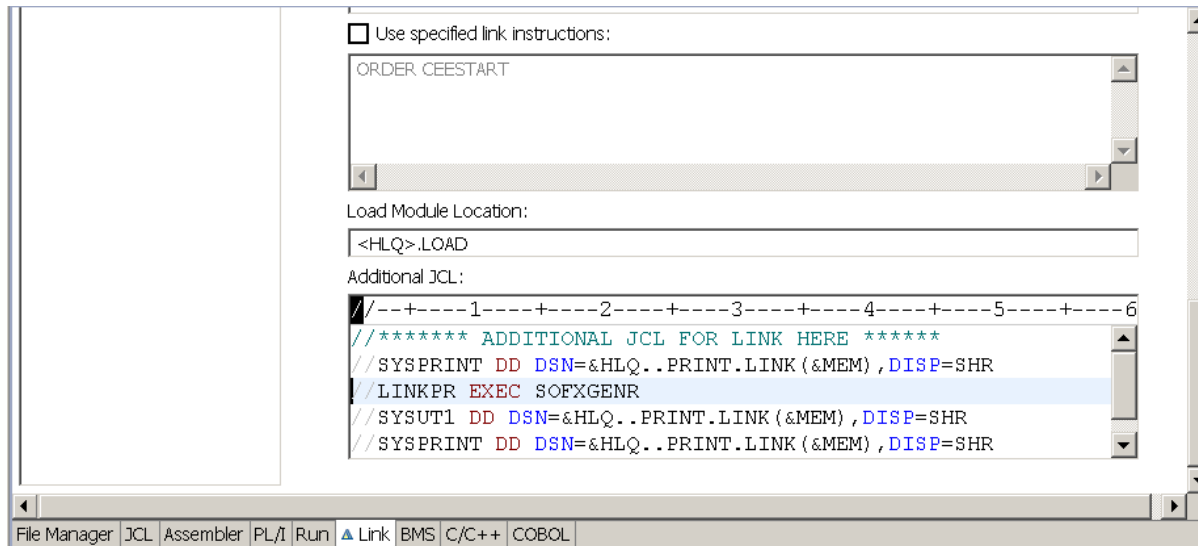 Use specified link instructions:
ORDER CEESTART
Load Module Location:
<HLQ>.LOAD
Additional JCL:
//--+----1----+----2----+----3----+----4----+----5----+----6
//******* ADDITIONAL JCL FOR LINK HERE ******
//SYSPRINT DD DSN=&HLQ..PRINT.LINK(&MEM),DISP=SHR
//LINKPR EXEC SOFXGENR
//SYSUT1 DD DSN=&HLQ..PRINT.LINK(&MEM),DISP=SHR
//SYSPRINT DD DSN=&HLQ..PRINT.LINK(&MEM),DISP=SHR
File Manager JCL Assembler PL/I Run Link BMS C/C++ COBOL